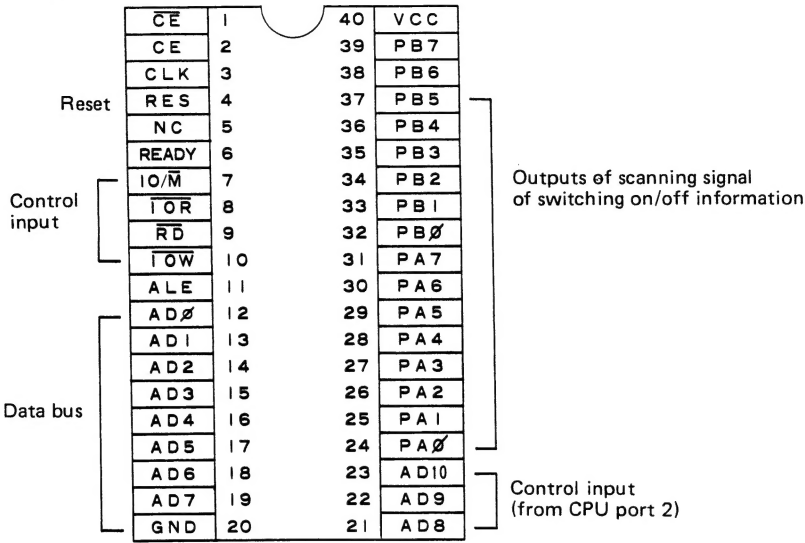 C̅E̅ 1 40 VCC
CE 2 39 PB7
CLK 3 38 PB6
Reset RES 4 37 PB5
NC 5 36 PB4
READY 6 35 PB3
IO/M̅ 7 34 PB2
Control input
I̅O̅R̅ 8 33 PB1
R̅D̅ 9 32 PBØ
I̅O̅W̅ 10 31 PA7
ALE 11 30 PA6
ADØ 12 29 PA5
AD1 13 28 PA4
AD2 14 27 PA3
AD3 15 26 PA2
Data bus
AD4 16 25 PA1
AD5 17 24 PAØ
AD6 18 23 AD10
AD7 19 22 AD9
GND 20 21 AD8
Outputs of scanning signal
of switching on/off information
Control input
(from CPU port 2)